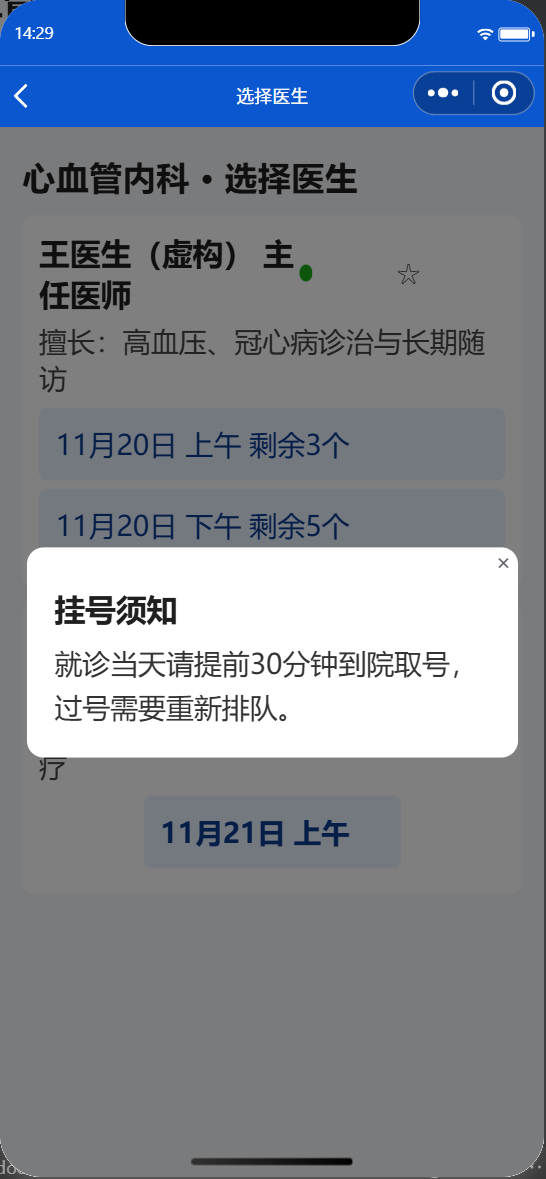 14:29
选择医生
心血管内科·选择医生
王医生（虚构） 主
任医师
擅长：高血压、冠心病诊治与长期随
访
11月20日 上午 剩余3个
11月20日 下午 剩余5个
挂号须知
就诊当天请提前30分钟到院取号，
过号需要重新排队。
疗
11月21日 上午